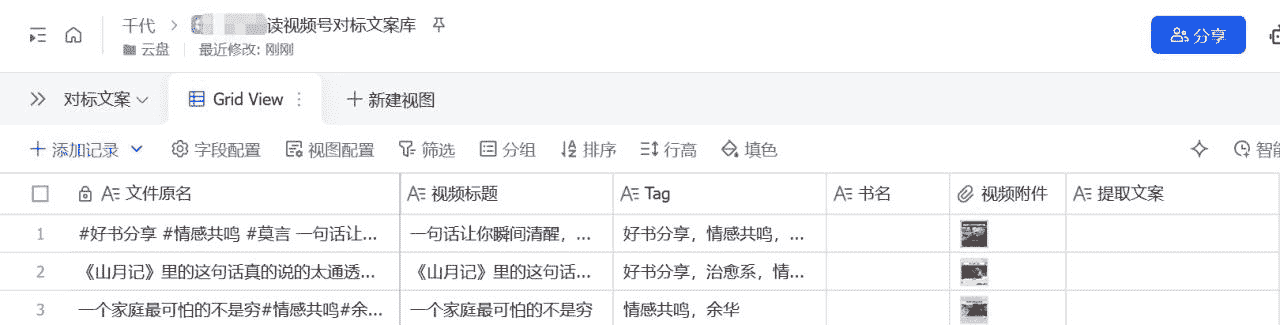 千代 > 读视频号对标文案库
云盘 最近修改: 刚刚
分享
对标文案 Grid View 新建视图
添加记录 字段配置 视图配置 筛选 分组 排序 行高 填色 智能
文件原名 视频标题 Tag 书名 视频附件 提取文案
1 #好书分享 #情感共鸣 #莫言 一句话让... 一句话让你瞬间清醒，... 好书分享，情感共鸣，...
2 《山月记》里的这句话真的说的太通透... 《山月记》里的这句话... 好书分享，治愈系，情...
3 一个家庭最可怕的不是穷#情感共鸣#余... 一个家庭最可怕的不是穷 情感共鸣，余华